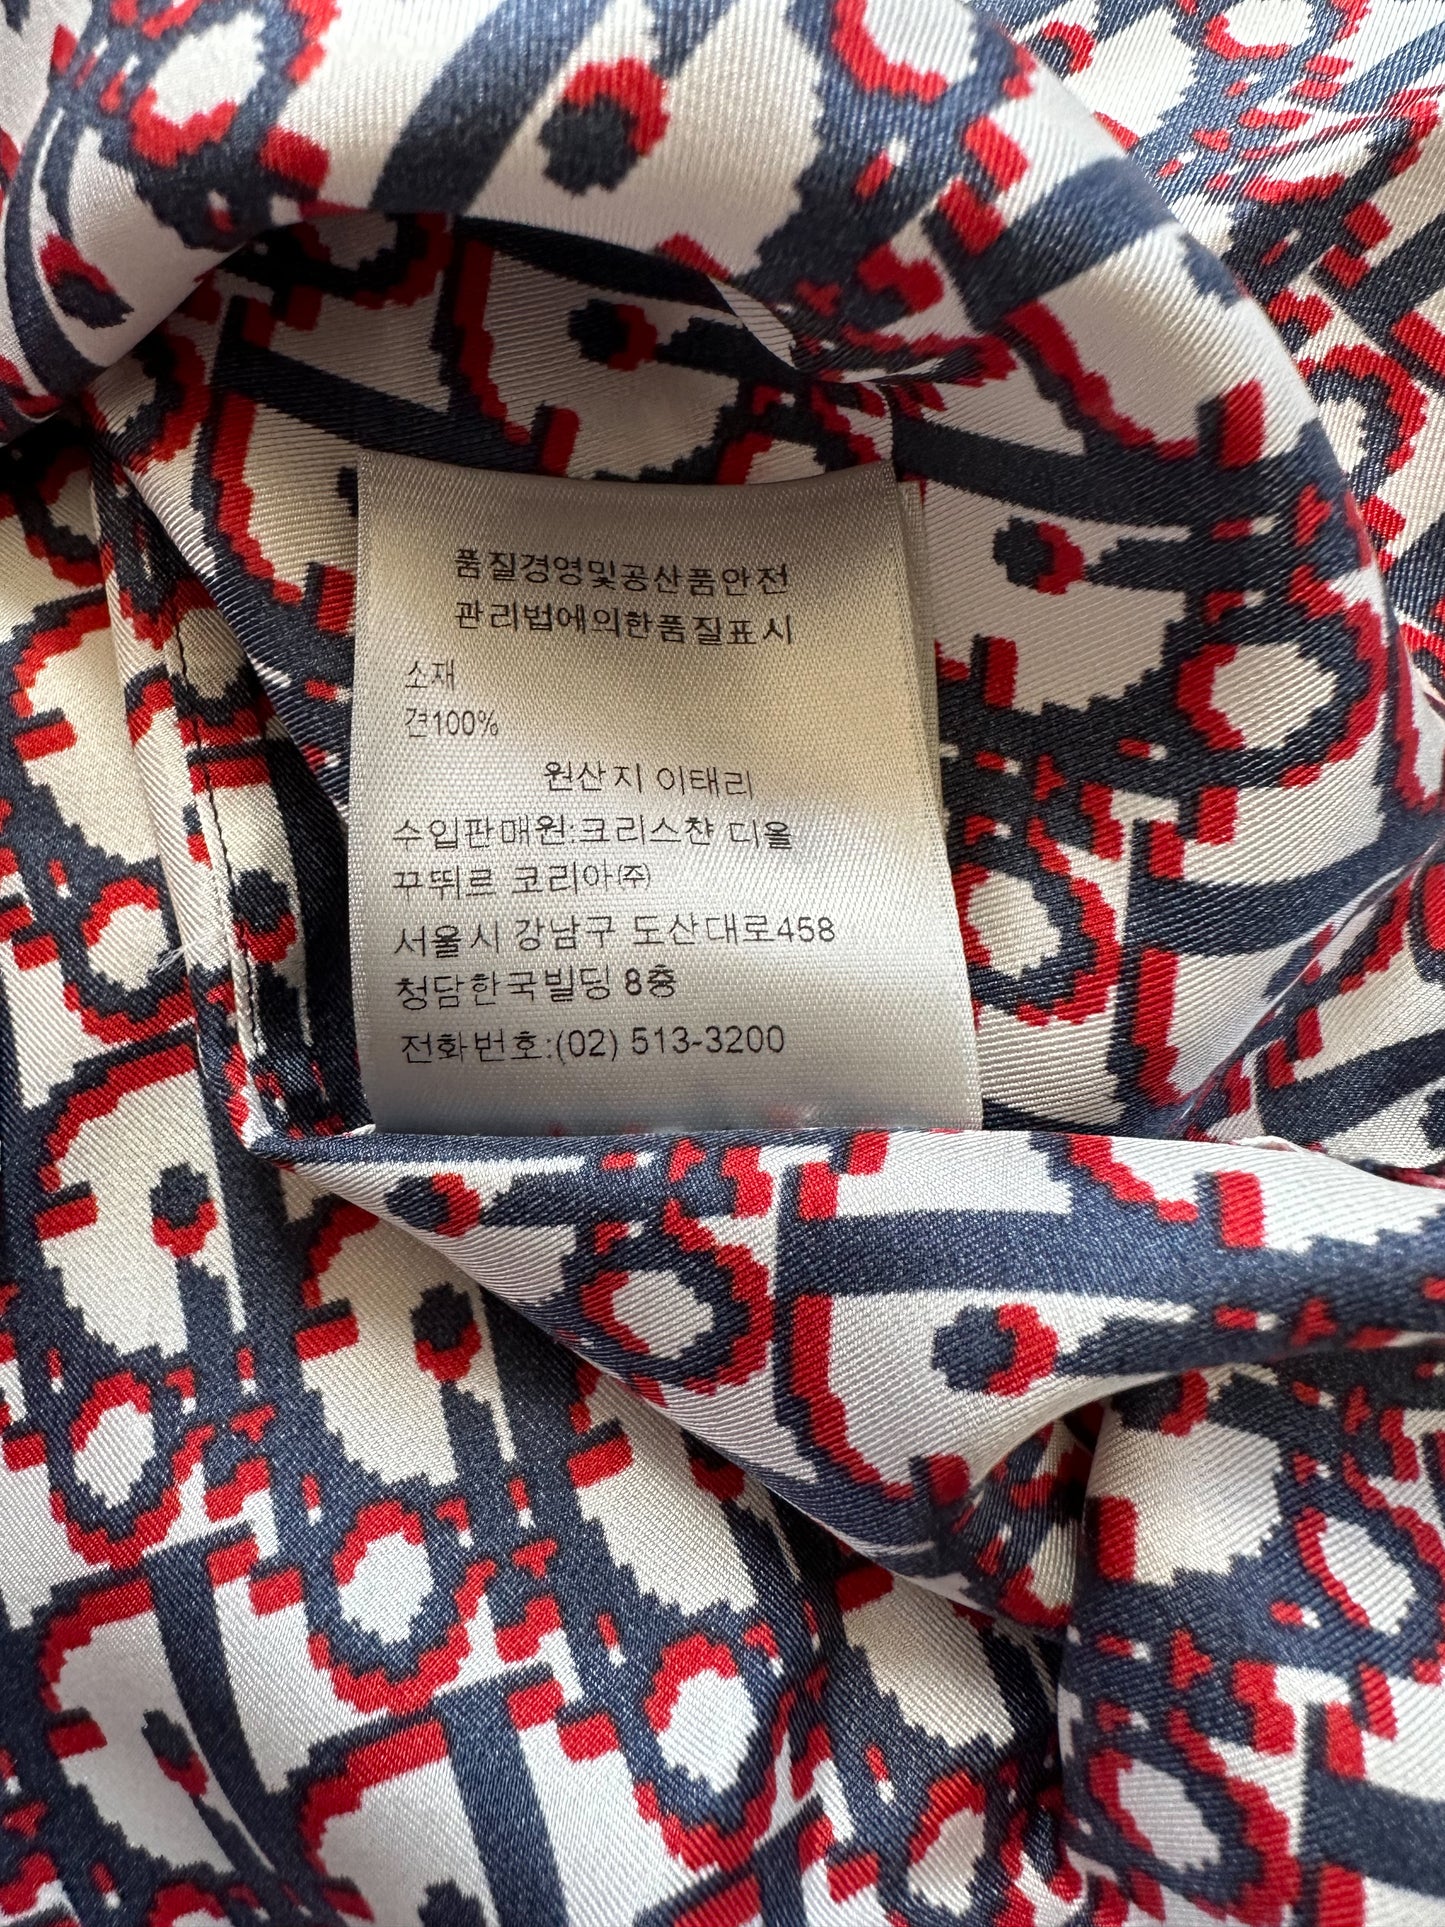 품질경영및공산품안전
관리법에의한품질표시
소재
견100%
원산지 이태리
수입판매원:크리스챤 디올
꾸뛰르 코리아㈜
서울시 강남구 도산대로458
청담한국빌딩 8층
전화번호:(02) 513-3200